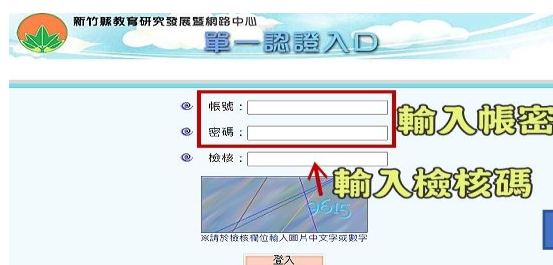 新竹縣教育研究發展暨網路中心
單一認證入口
帳號：
密碼：
輸入帳密
檢核：
輸入檢核碼
9615
※請於檢核欄位輸入圖片中文字或數字
登入